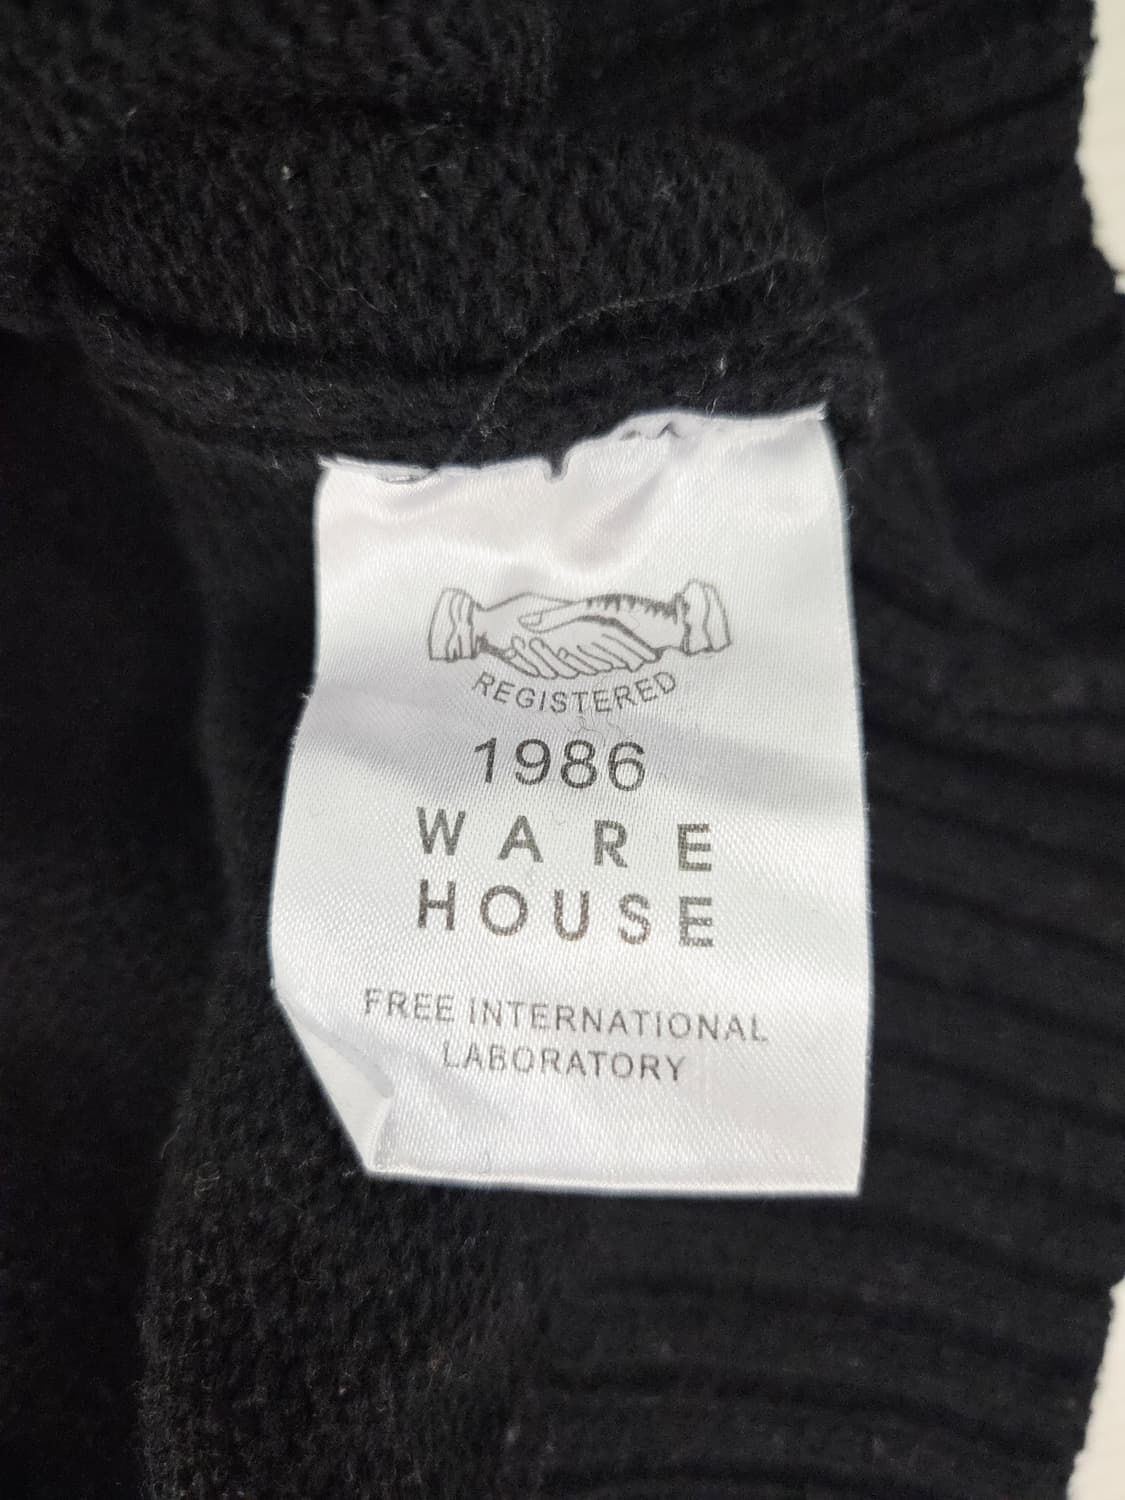 REGISTERED
1986
WARE
HOUSE
FREE INTERNATIONAL
LABORATORY